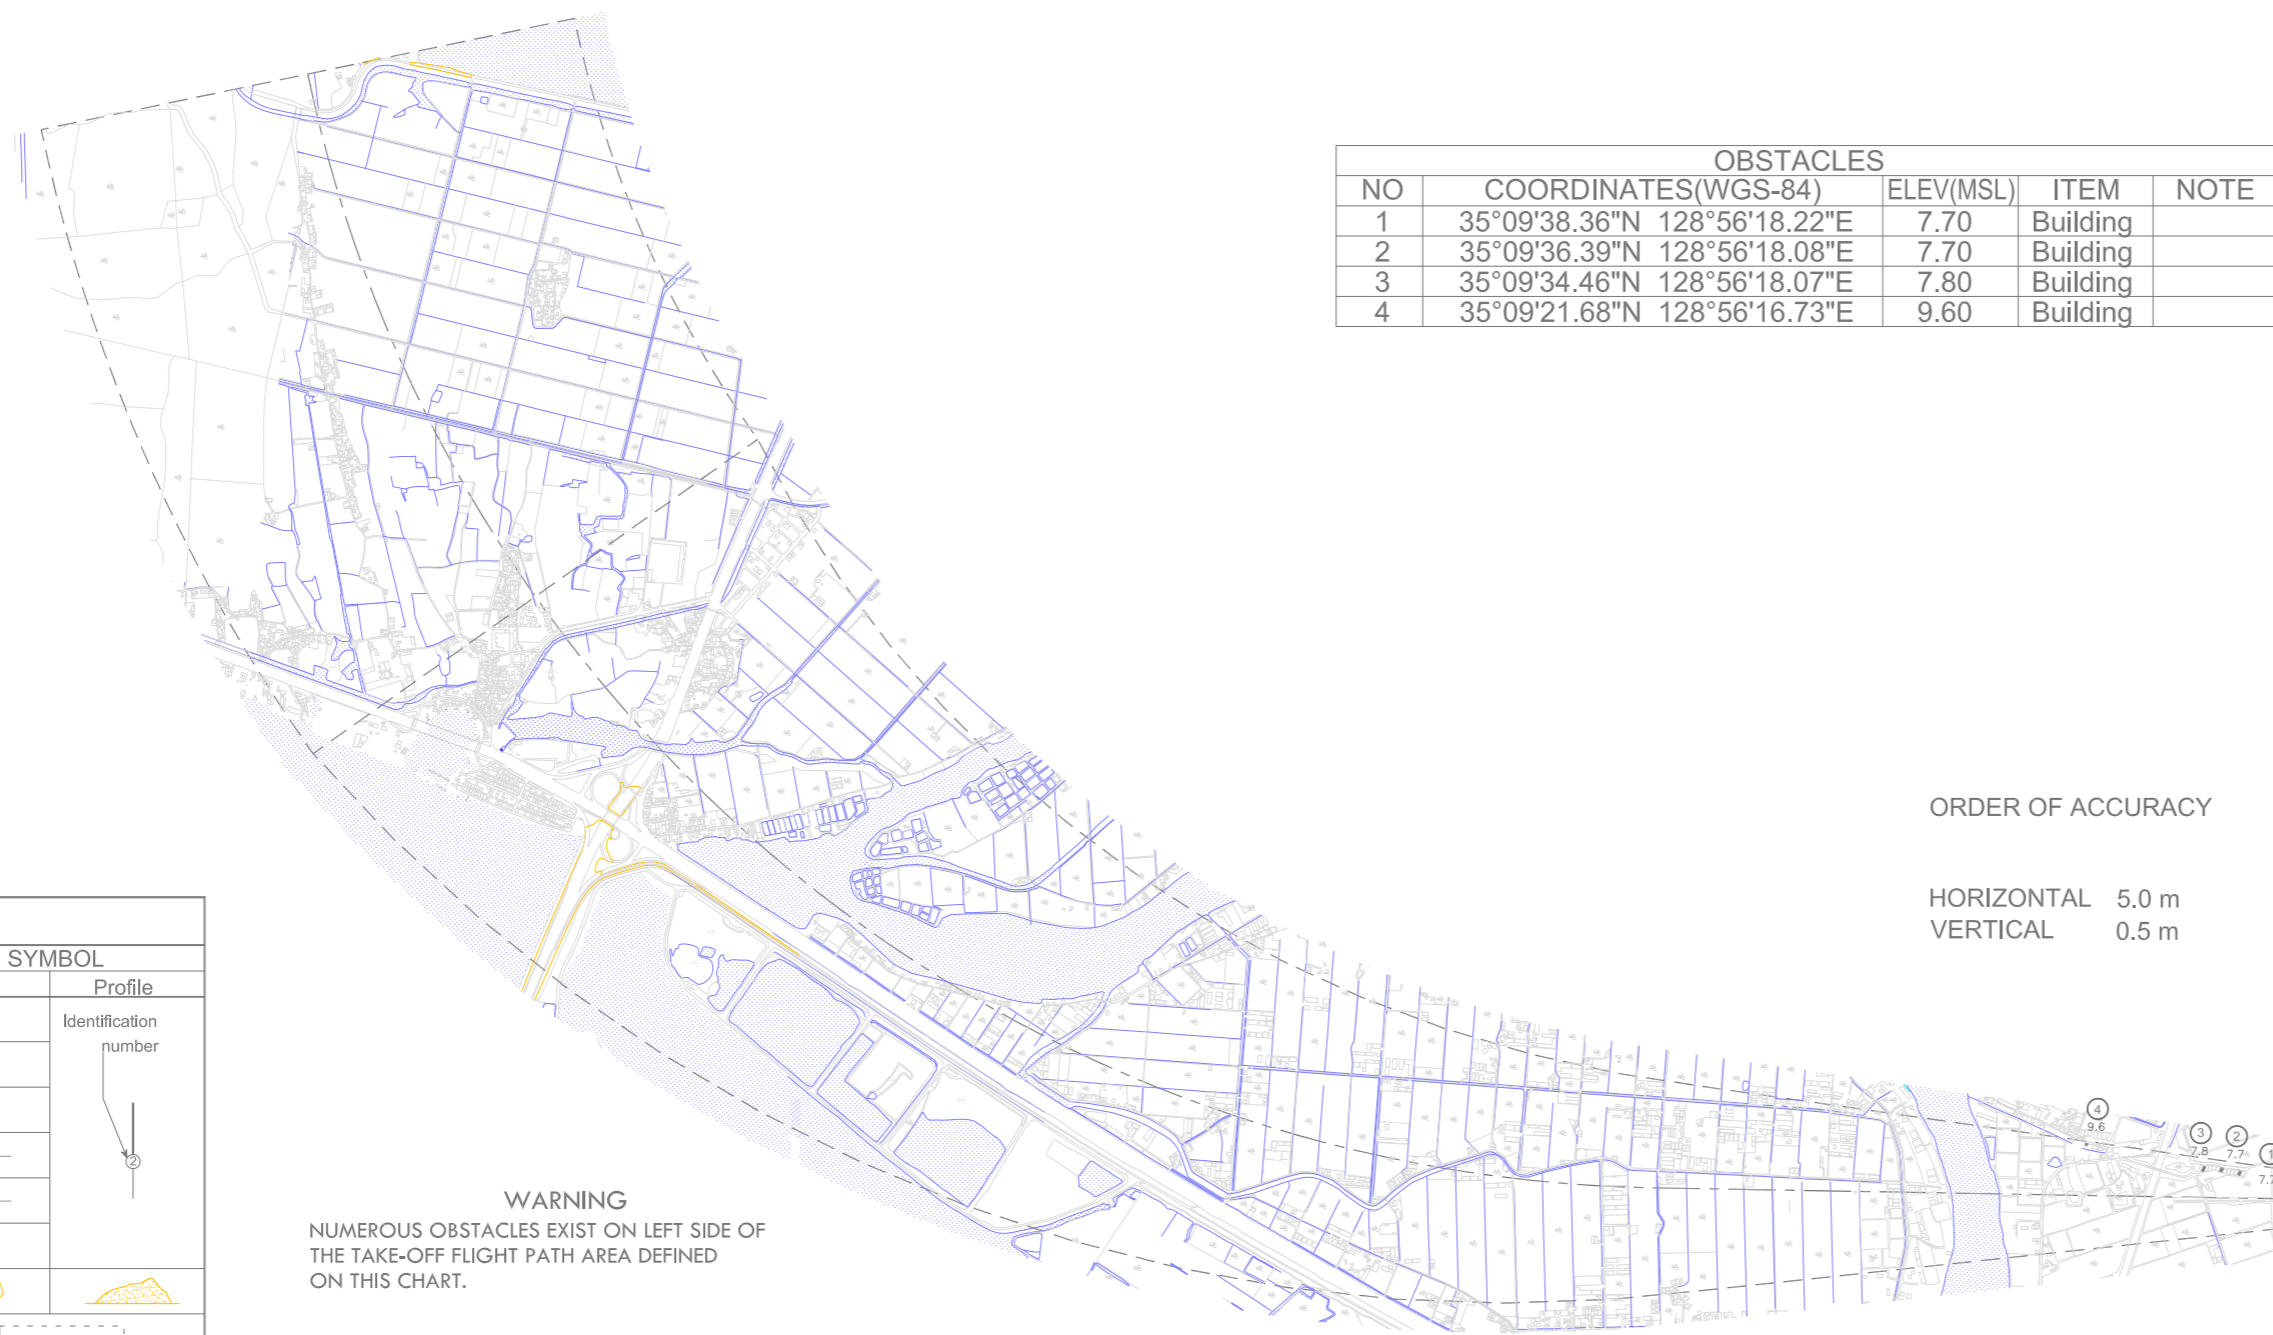 OBSTACLES
NO COORDINATES(WGS-84) ELEV(MSL) ITEM NOTE
1 35°09'38.36"N 128°56'18.22"E 7.70 Building
2 35°09'36.39"N 128°56'18.08"E 7.70 Building
3 35°09'34.46"N 128°56'18.07"E 7.80 Building
4 35°09'21.68"N 128°56'16.73"E 9.60 Building
ORDER OF ACCURACY
HORIZONTAL 5.0 m
VERTICAL 0.5 m
SYMBOL
Profile
Identification
number
2
4
9.6
3
7.8
2
7.7
1
7.7
WARNING
NUMEROUS OBSTACLES EXIST ON LEFT SIDE OF
THE TAKE-OFF FLIGHT PATH AREA DEFINED
ON THIS CHART.